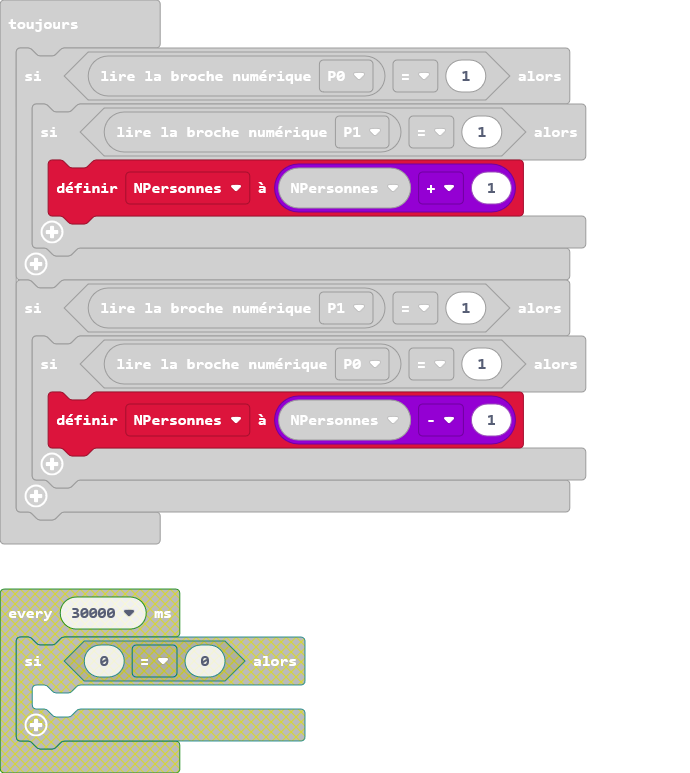 toujours
si lire la broche numérique P0 = 1 alors
si lire la broche numérique P1 = 1 alors
définir NPersonnes à NPersonnes + 1
si lire la broche numérique P1 = 1 alors
si lire la broche numérique P0 = 1 alors
définir NPersonnes à NPersonnes - 1
every 30000 ms
si 0 = 0 alors